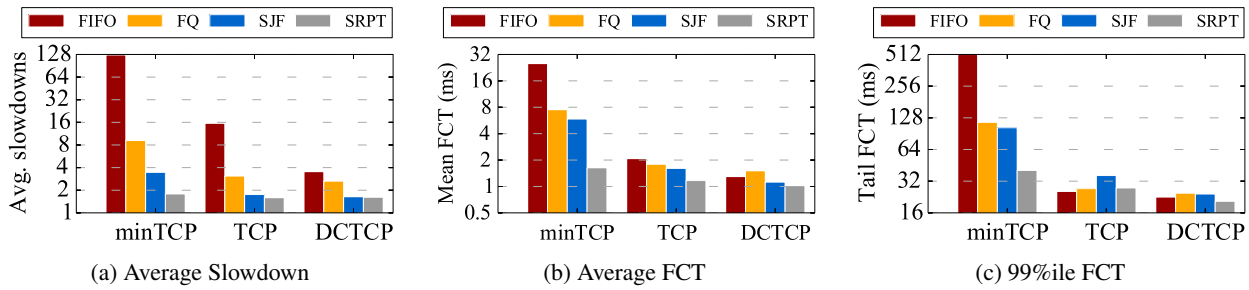 FIFO FQ SJF SRPT
Avg. slowdowns
128
64
32
16
8
4
2
1
minTCP TCP DCTCP
(a) Average Slowdown
FIFO FQ SJF SRPT
Mean FCT (ms)
32
16
8
4
2
1
0.5
minTCP TCP DCTCP
(b) Average FCT
FIFO FQ SJF SRPT
Tail FCT (ms)
512
256
128
64
32
16
minTCP TCP DCTCP
(c) 99%ile FCT